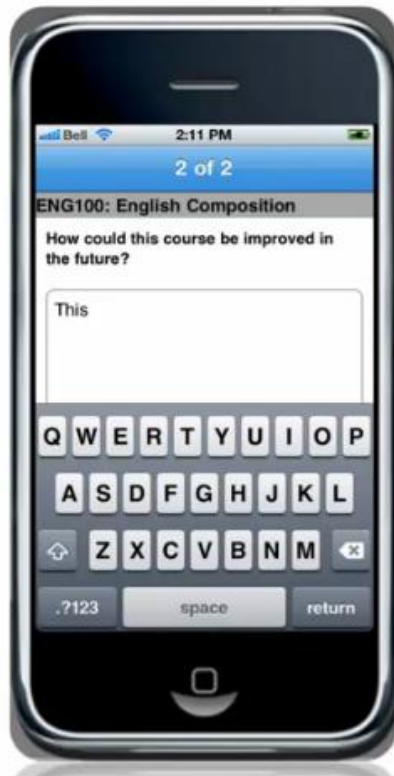 Bell 2:11 PM
2 of 2
ENG100: English Composition
How could this course be improved in
the future?
This
Q W E R T Y U I O P
A S D F G H J K L
Z X C V B N M
.?123 space return